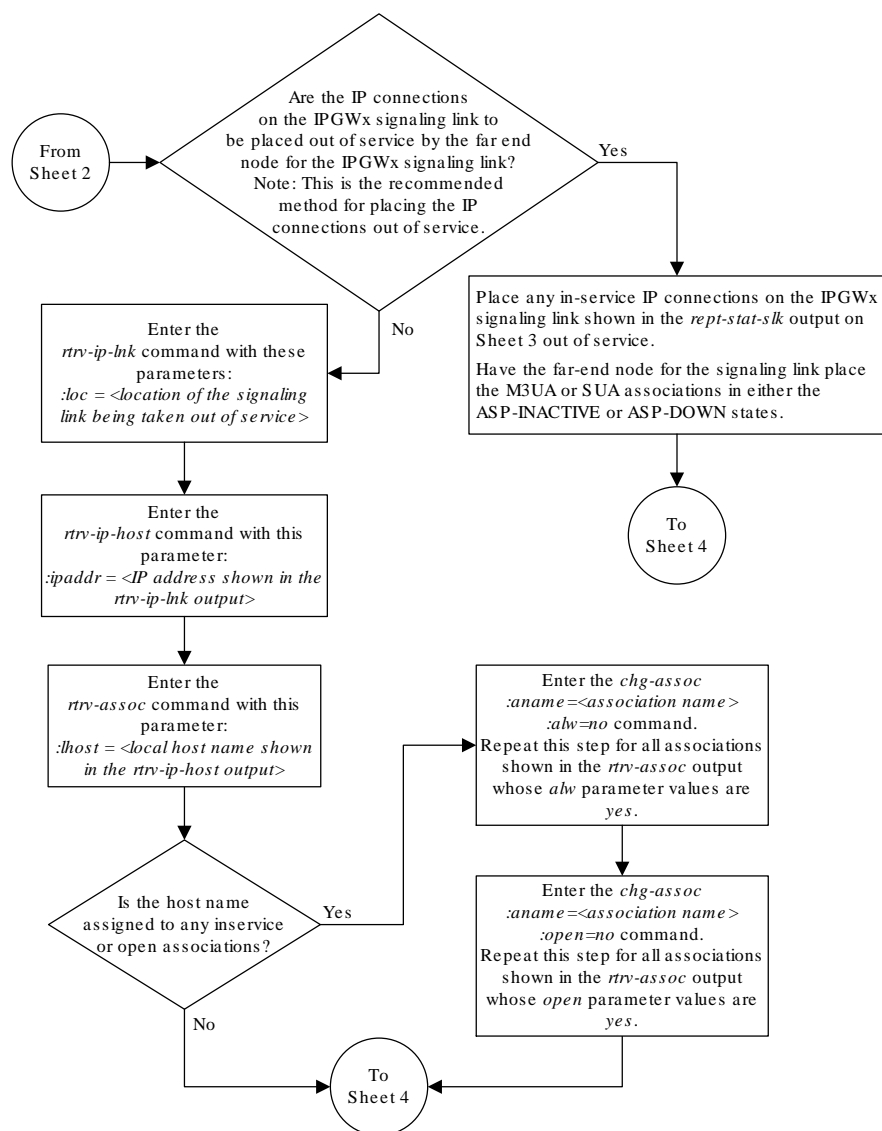 From
Sheet 2
Are the IP connections
on the IPGWx signaling link to
be placed out of service by the far end
node for the IPGWx signaling link?
Note: This is the recommended
method for placing the IP
connections out of service.
Yes
No
Place any in-service IP connections on the IPGWx
signaling link shown in the rept-stat-slk output on
Sheet 3 out of service.
Have the far-end node for the signaling link place
the M3UA or SUA associations in either the
ASP-INACTIVE or ASP-DOWN states.
To
Sheet 4
Enter the
rtrv-ip-lnk command with these
parameters:
:loc = <location of the signaling
link being taken out of service>
Enter the
rtrv-ip-host command with this
parameter:
:ipaddr = <IP address shown in the
rtrv-ip-lnk output>
Enter the
rtrv-assoc command with this
parameter:
:lhost = <local host name shown
in the rtrv-ip-host output>
Is the host name
assigned to any inservice
or open associations?
Yes
No
Enter the chg-assoc
:aname=<association name>
:alw=no command.
Repeat this step for all associations
shown in the rtrv-assoc output
whose alw parameter values are
yes.
Enter the chg-assoc
:aname=<association name>
:open=no command.
Repeat this step for all associations
shown in the rtrv-assoc output
whose open parameter values are
yes.
To
Sheet 4